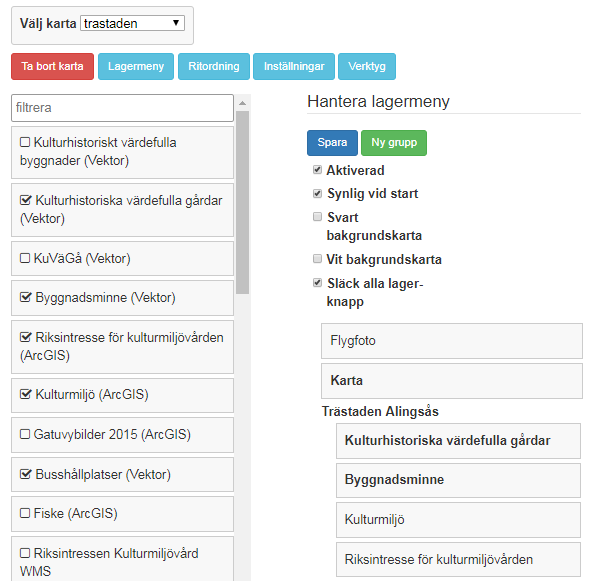 Välj karta trastaden
Ta bort karta Lagermeny Ritordning Inställningar Verktyg
filtrera
Kulturhistoriskt värdefulla
byggnader (Vektor)
Kulturhistoriska värdefulla gårdar
(Vektor)
KuVäGå (Vektor)
Byggnadsminne (Vektor)
Riksintresse för kulturmiljövården
(ArcGIS)
Kulturmiljö (ArcGIS)
Gatuvybilder 2015 (ArcGIS)
Busshållplatser (Vektor)
Fiske (ArcGIS)
Riksintressen Kulturmiljövård
WMS
Hantera lagermeny
Spara Ny grupp
Aktiverad
Synlig vid start
Svart
bakgrundskarta
Vit bakgrundskarta
Släck alla lager-
knapp
Flygfoto
Karta
Trästaden Alingsås
Kulturhistoriska värdefulla gårdar
Byggnadsminne
Kulturmiljö
Riksintresse för kulturmiljövården